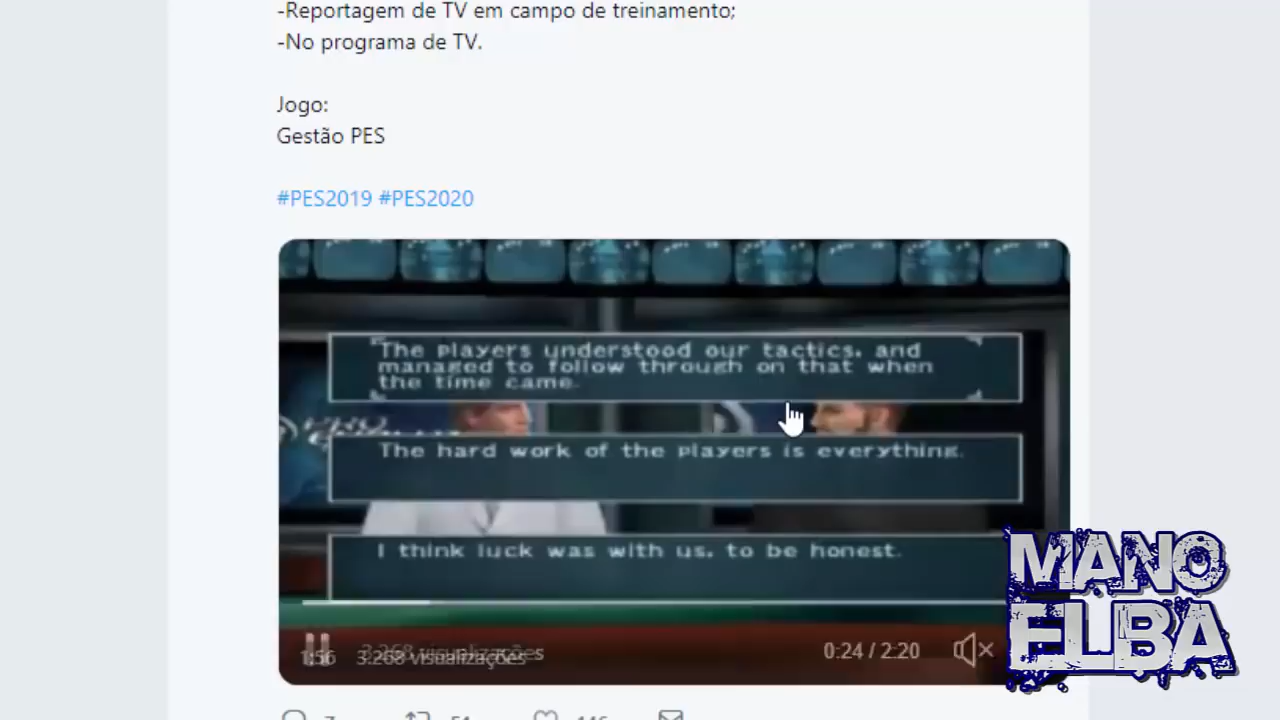 -Reportagem de TV em campo de treinamento;
-No programa de TV.
Jogo:
Gestão PES
#PES2019 #PES2020
The players understood our tactics, and
managed to follow through on that when
the time came.
The hard work of the players is everything.
I think luck was with us, to be honest.
1:56 3.268 visualizações
0:24 / 2:20
MANO
ELBA